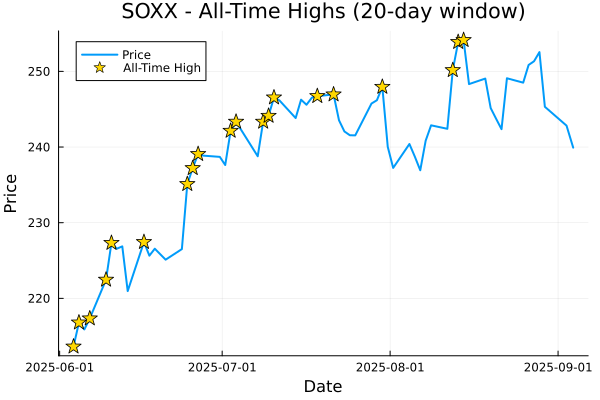 SOXX - All-Time Highs (20-day window)
Price
All-Time High
250
240
230
220
Price
2025-06-01
2025-07-01
2025-08-01
2025-09-01
Date